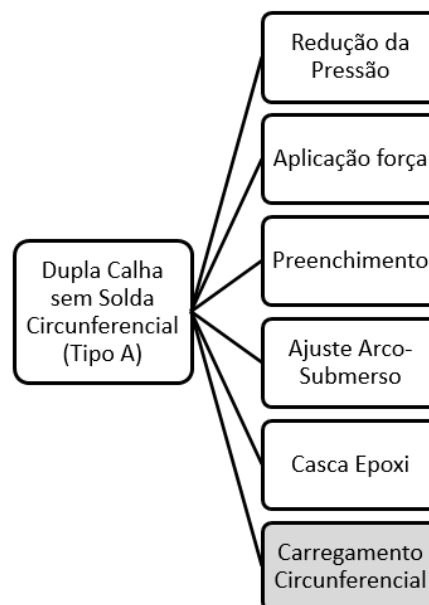 Dupla Calha
sem Solda
Circunferencial
(Tipo A)
Redução da
Pressão
Aplicação força
Preenchimento
Ajuste Arco-
Submerso
Casca Epoxi
Carregamento
Circunferencial